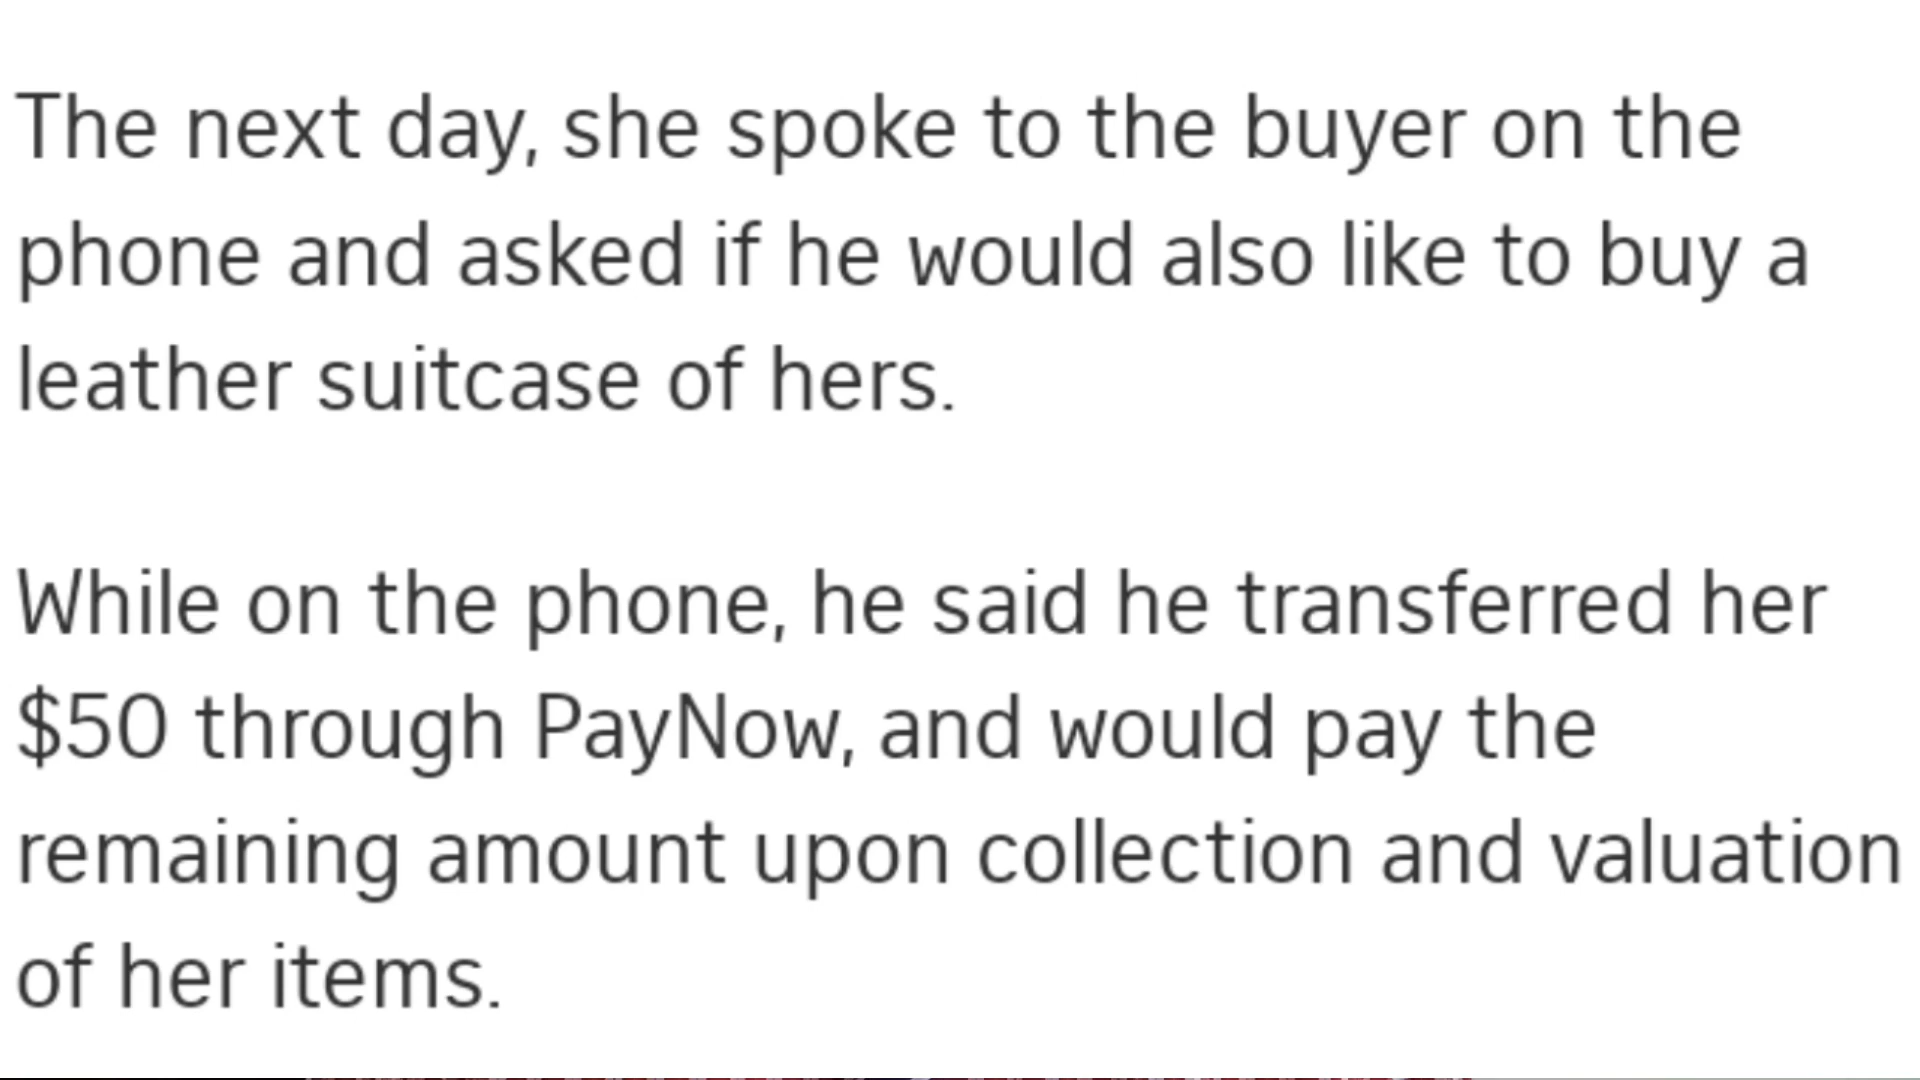 The next day, she spoke to the buyer on the
phone and asked if he would also like to buy a
leather suitcase of hers.
While on the phone, he said he transferred her
$50 through PayNow, and would pay the
remaining amount upon collection and valuation
of her items.